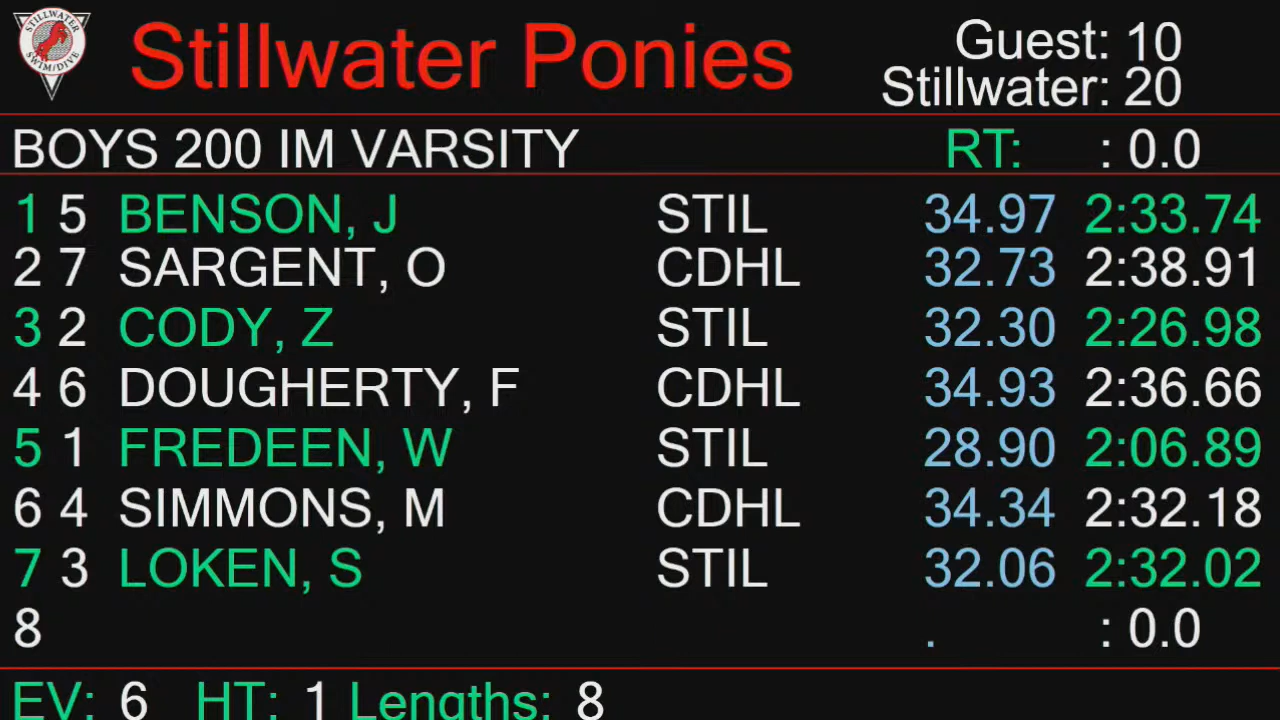 STILLWATER
SWIM/DIVE
Stillwater Ponies
Guest: 10
Stillwater: 20
BOYS 200 IM VARSITY RT: : 0.0
1 5 BENSON, J STIL 34.97 2:33.74
2 7 SARGENT, O CDHL 32.73 2:38.91
3 2 CODY, Z STIL 32.30 2:26.98
4 6 DOUGHERTY, F CDHL 34.93 2:36.66
5 1 FREDEEN, W STIL 28.90 2:06.89
6 4 SIMMONS, M CDHL 34.34 2:32.18
7 3 LOKEN, S STIL 32.06 2:32.02
8 . : 0.0
EV: 6 HT: 1 Lengths: 8